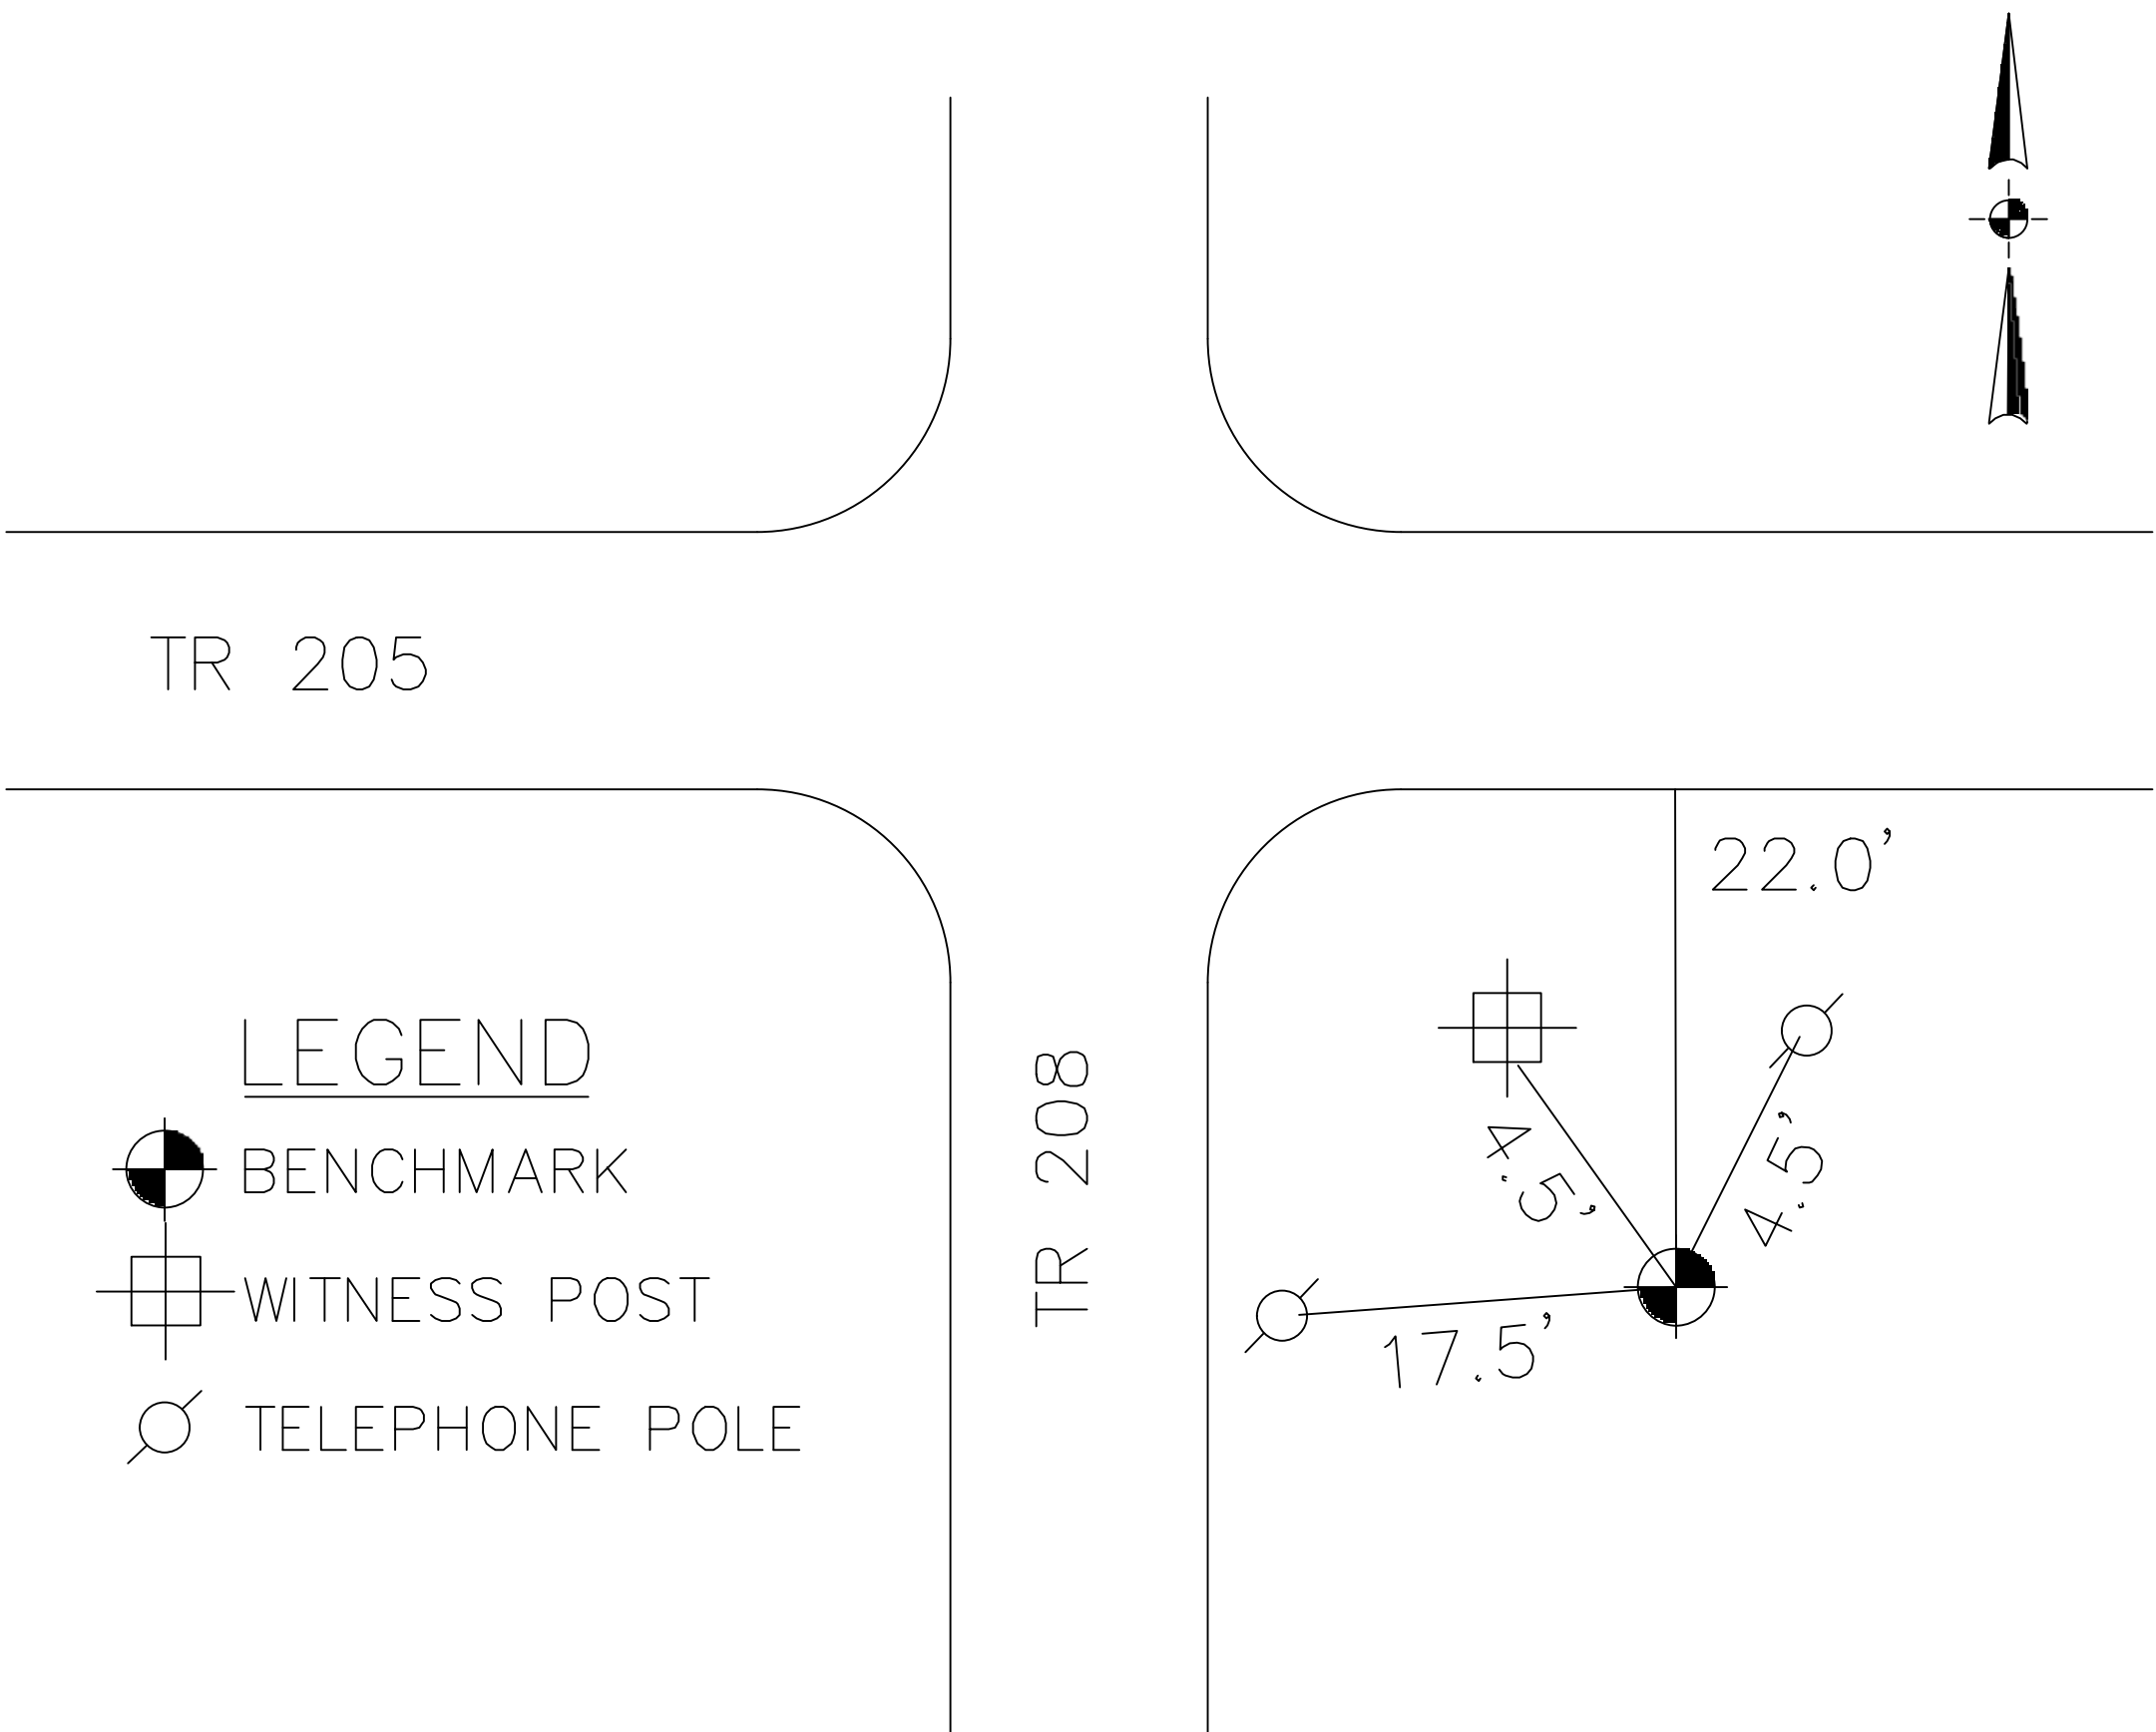 TR 205
22.0'
LEGEND
BENCHMARK
WITNESS POST
TELEPHONE POLE
TR 208
4.5'
4.5'
17.5'